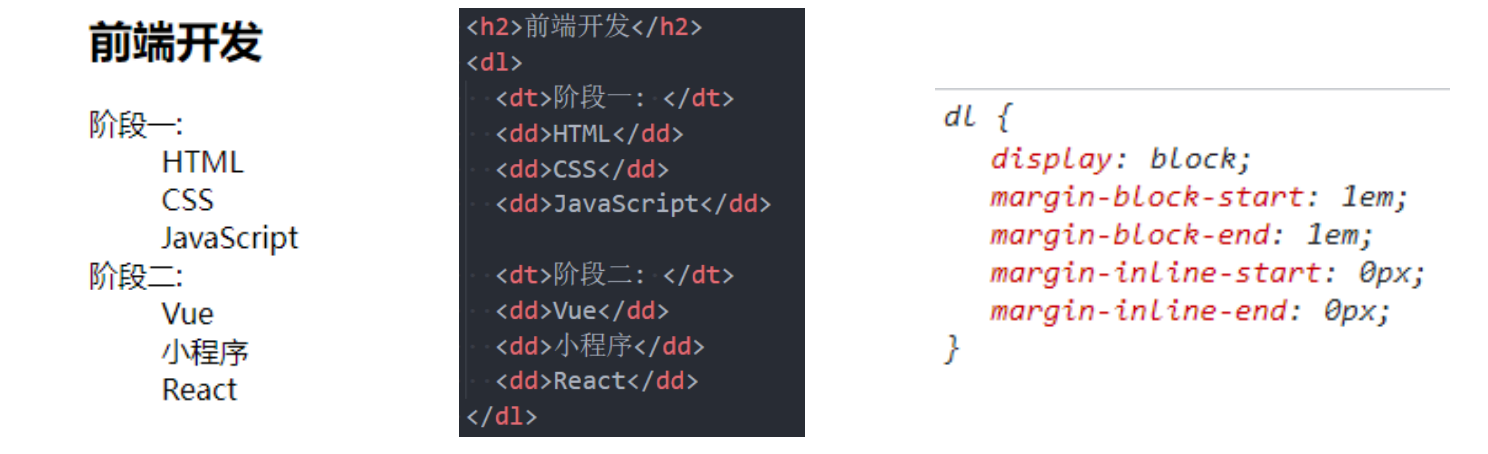 前端开发
阶段一:
HTML
CSS
JavaScript
阶段二:
Vue
小程序
React
<h2>前端开发</h2>
<dl>
<dt>阶段一: </dt>
<dd>HTML</dd>
<dd>CSS</dd>
<dd>JavaScript</dd>
<dt>阶段二: </dt>
<dd>Vue</dd>
<dd>小程序</dd>
<dd>React</dd>
</dl>
dl {
display: block;
margin-block-start: 1em;
margin-block-end: 1em;
margin-inline-start: 0px;
margin-inline-end: 0px;
}